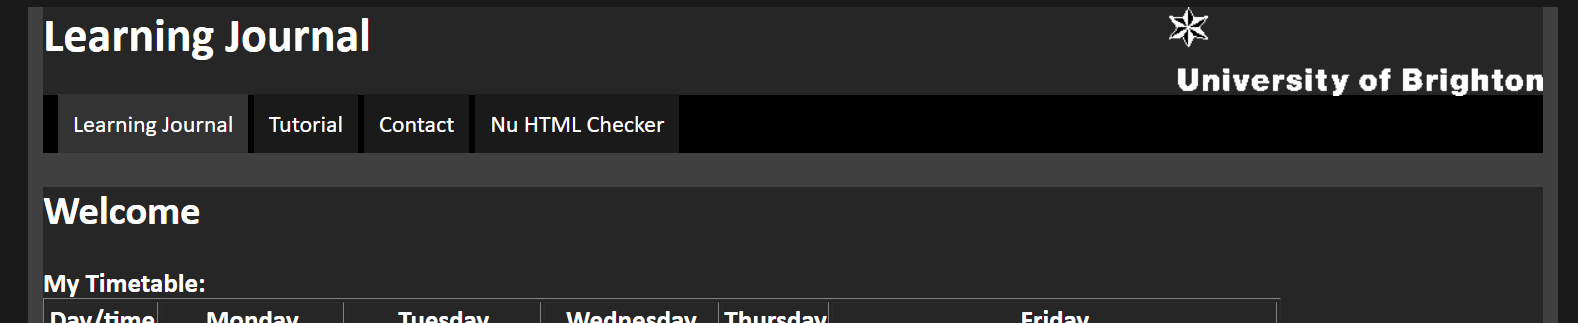 Learning Journal
University of Brighton
Learning Journal Tutorial Contact Nu HTML Checker
Welcome
My Timetable:
Day/time Monday Tuesday Wednesday Thursday Friday